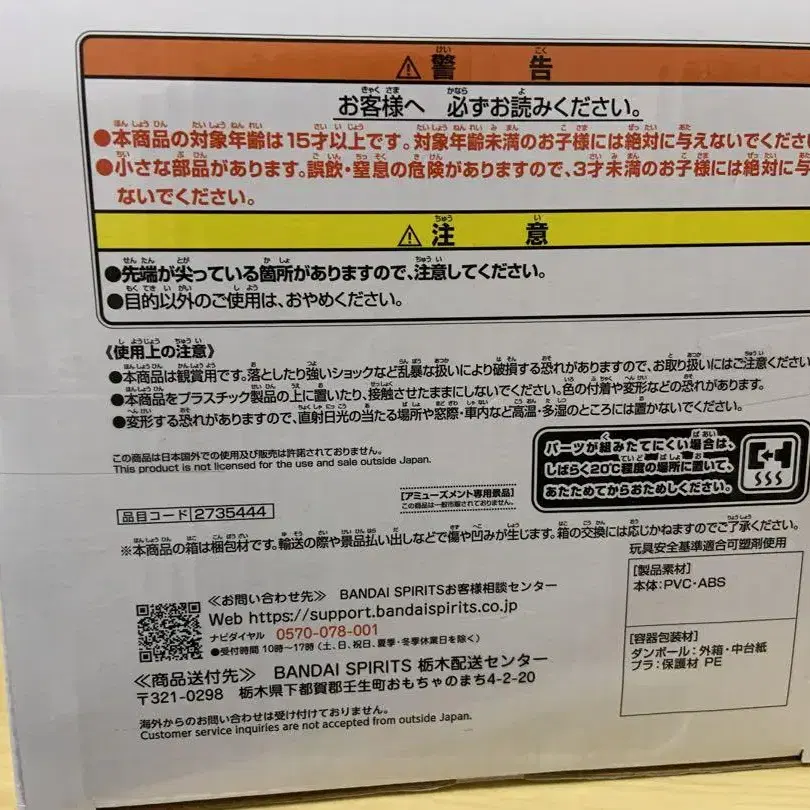 ⚠ 警告
お客様へ 必ずお読みください。
●本商品の対象年齢は15才以上です。対象年齢未満のお子様には絶対に与えないでくださ
●小さな部品があります。誤飲・窒息の危険がありますので、3才未満のお子様には絶対に与
ないでください。
⚠ 注意
●先端が尖っている箇所がありますので、注意してください。
●目的以外のご使用は、おやめください。
《使用上の注意》
●本商品は観賞用です。落としたり強いショックなど乱暴な扱いにより破損する恐れがありますので、お取り扱いにはご注意ください
●本商品をプラスチック製品の上に置いたり、接触させたままにしないでください。色の付着や変形などの恐れがあります。
●変形する恐れがありますので、直射日光の当たる場所や窓際・車内など高温・多湿のところには置かないでください。
この商品は日本国外での使用及び販売は許諾されておりません。
This product is not licensed for the use and sale outside Japan.
パーツが組みたてにくい場合は、
しばらく20℃程度の場所に置いて、
あたためてからおためしください。
【アミューズメント専用景品】
この商品は一般市販されておりません。
品目コード 2735444
※本商品の箱は梱包材です。輸送の際や景品払い出しなどで傷や凹みが生じます。箱の交換には応じかねますのでご了承ください。
玩具安全基準適合可塑剤使用
[製品素材]
本体:PVC・ABS
[容器包装材]
ダンボール:外箱・中台紙
プラ:保護材 PE
≪お問い合わせ先≫ BANDAI SPIRITSお客様相談センター
Web https://support.bandaispirits.co.jp
ナビダイヤル 0570-078-001
●受付時間 10時〜17時(土、日、祝日、夏季・冬季休業日を除く)
≪商品送付先≫ BANDAI SPIRITS 栃木配送センター
〒321-0298 栃木県下都賀郡壬生町おもちゃのまち4-2-20
海外からのお問い合わせは受け付けておりません。
Customer service inquiries are not accepted from outside Japan.